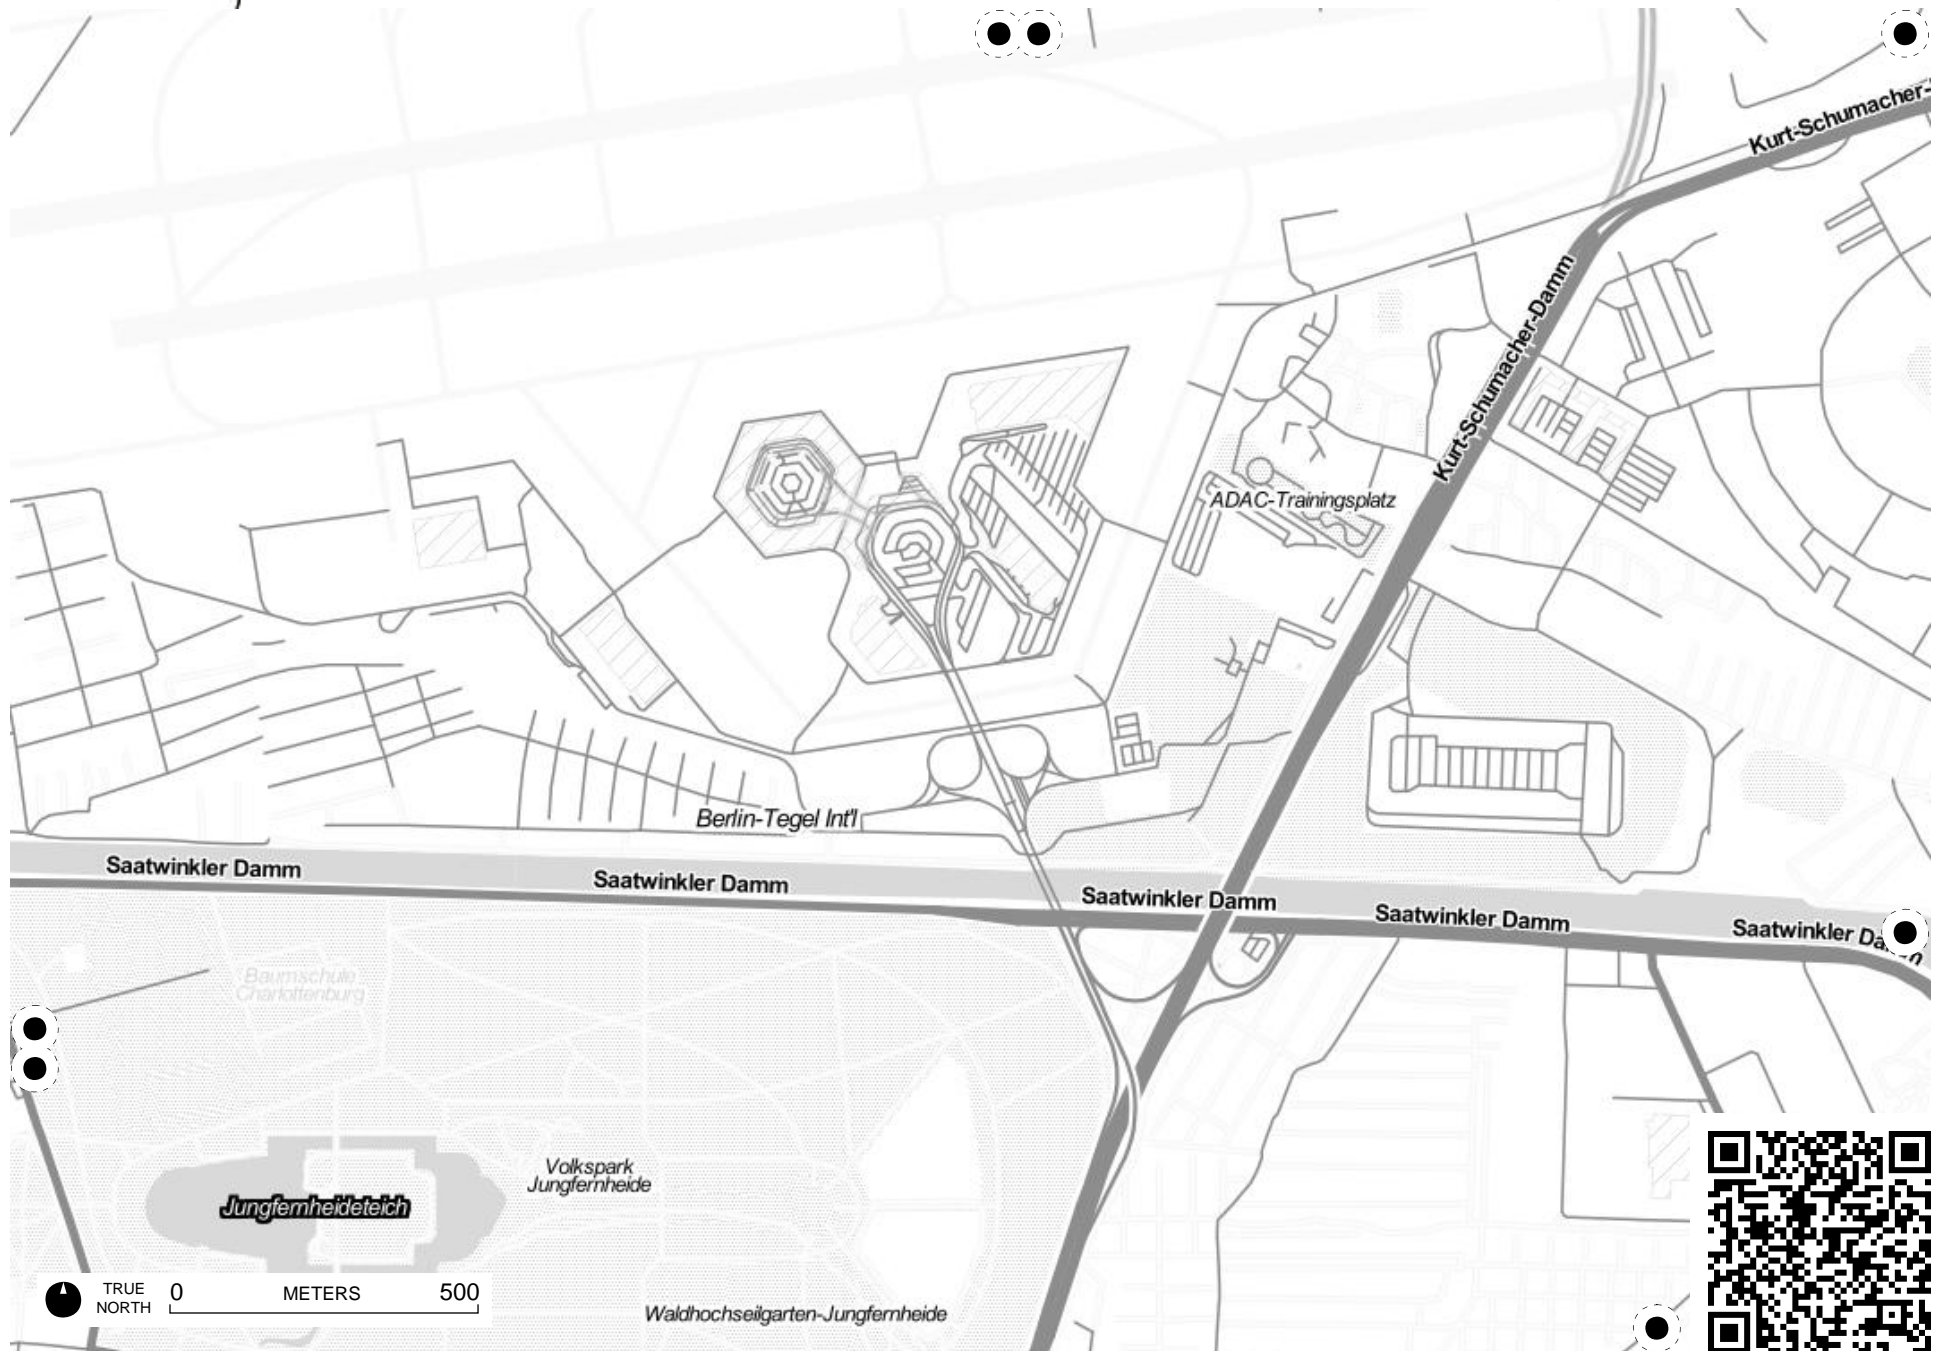 Kurt-Schumacher-
Kurt-Schumacher-Damm
Kurt-Schumacher-Damm
ADAC-Trainingsplatz
Berlin-Tegel Int'l
Saatwinkler Damm
Saatwinkler Damm
Saatwinkler Damm
Saatwinkler Damm
Saatwinkler
Baumschule
Charlottenburg
Volkspark
Jungfernheide
Jungfernheideteich
TRUE
NORTH
0 METERS 500
Waldhochseilgarten-Jungfernheide